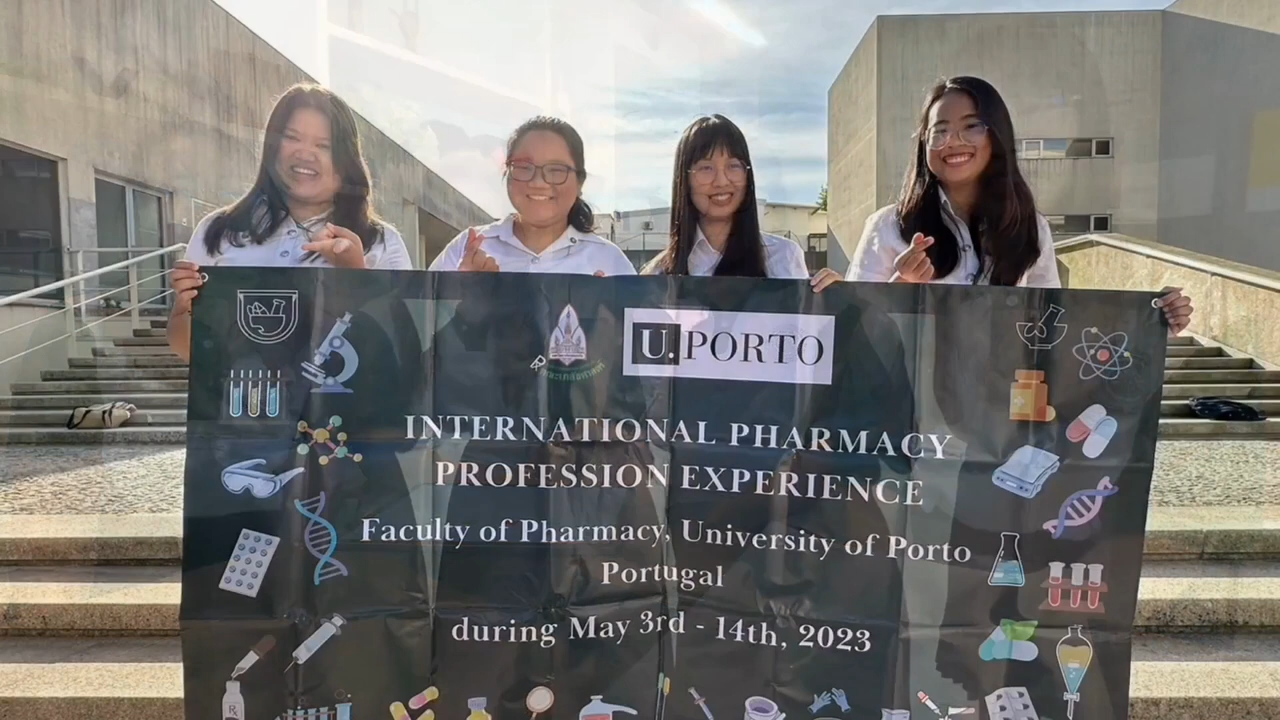 U.PORTO
INTERNATIONAL PHARMACY
PROFESSION EXPERIENCE
Faculty of Pharmacy, University of Porto
Portugal
during May 3rd - 14th, 2023